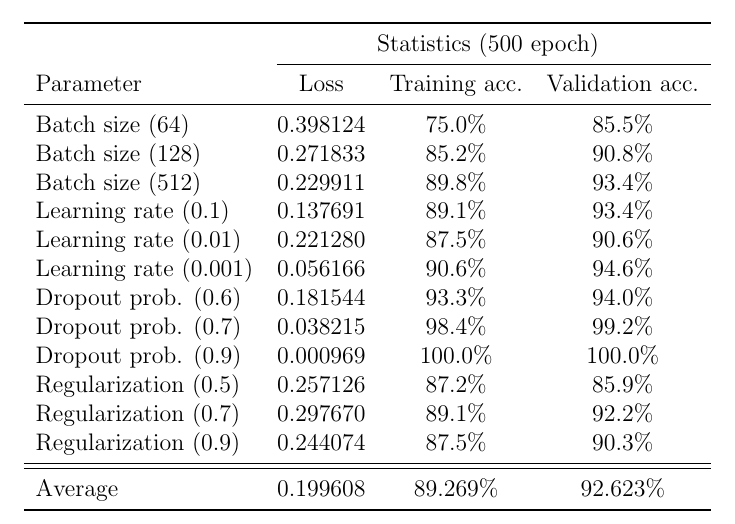 Statistics (500 epoch)
Parameter Loss Training acc. Validation acc.
Batch size (64) 0.398124 75.0% 85.5%
Batch size (128) 0.271833 85.2% 90.8%
Batch size (512) 0.229911 89.8% 93.4%
Learning rate (0.1) 0.137691 89.1% 93.4%
Learning rate (0.01) 0.221280 87.5% 90.6%
Learning rate (0.001) 0.056166 90.6% 94.6%
Dropout prob. (0.6) 0.181544 93.3% 94.0%
Dropout prob. (0.7) 0.038215 98.4% 99.2%
Dropout prob. (0.9) 0.000969 100.0% 100.0%
Regularization (0.5) 0.257126 87.2% 85.9%
Regularization (0.7) 0.297670 89.1% 92.2%
Regularization (0.9) 0.244074 87.5% 90.3%
Average 0.199608 89.269% 92.623%